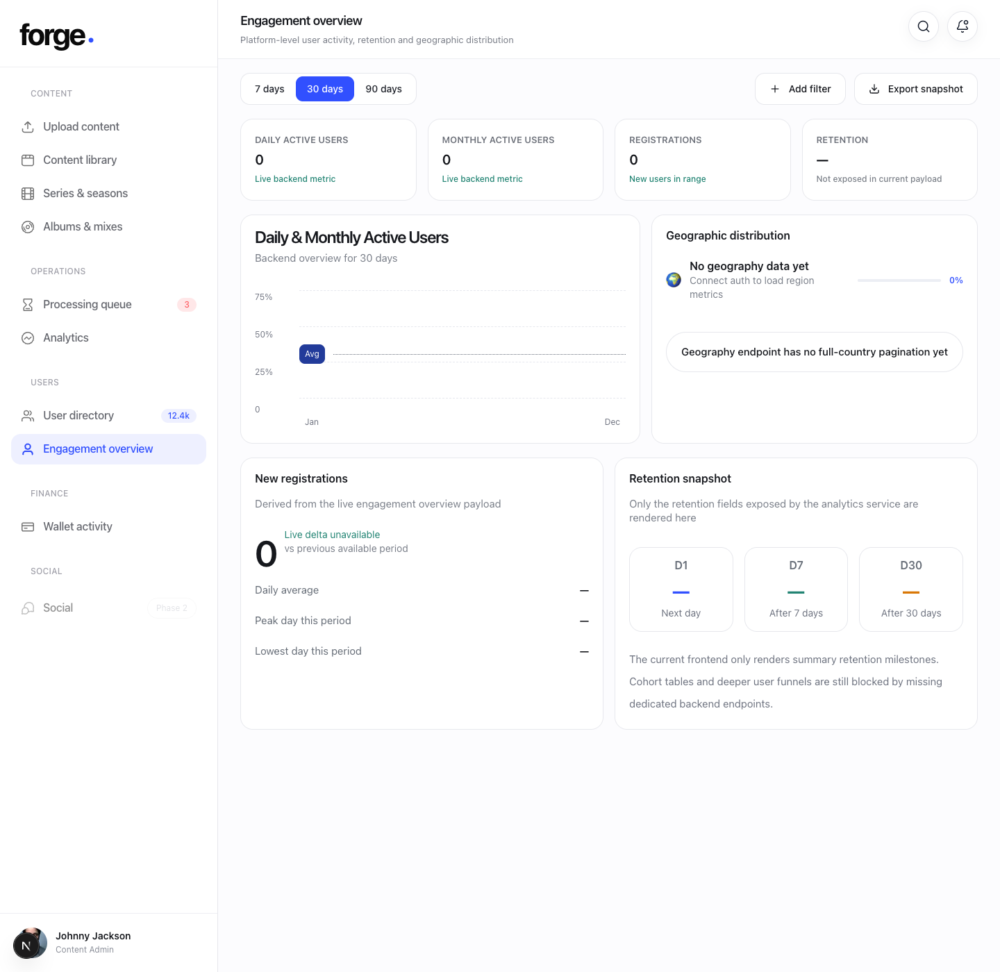 forge.
CONTENT
Upload content
Content library
Series & seasons
Albums & mixes
OPERATIONS
Processing queue 3
Analytics
USERS
User directory 12.4k
Engagement overview
FINANCE
Wallet activity
SOCIAL
Social Phase 2
N
Johnny Jackson
Content Admin
Engagement overview
Platform-level user activity, retention and geographic distribution
7 days 30 days 90 days
Add filter
Export snapshot
DAILY ACTIVE USERS
0
Live backend metric
MONTHLY ACTIVE USERS
0
Live backend metric
REGISTRATIONS
0
New users in range
RETENTION
—
Not exposed in current payload
Daily & Monthly Active Users
Backend overview for 30 days
75%
50%
Avg
25%
0
Jan Dec
Geographic distribution
No geography data yet
Connect auth to load region
metrics
0%
Geography endpoint has no full-country pagination yet
New registrations
Derived from the live engagement overview payload
0
Live delta unavailable
vs previous available period
Daily average —
Peak day this period —
Lowest day this period —
Retention snapshot
Only the retention fields exposed by the analytics service are
rendered here
D1
—
Next day
D7
—
After 7 days
D30
—
After 30 days
The current frontend only renders summary retention milestones.
Cohort tables and deeper user funnels are still blocked by missing
dedicated backend endpoints.